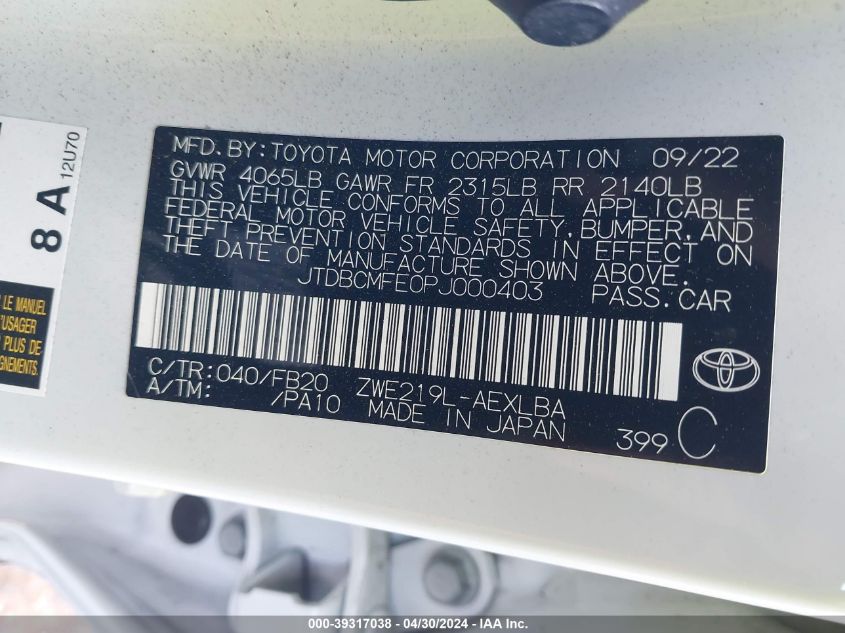 MFD. BY: TOYOTA MOTOR CORPORATION 09/22
GVWR 4065LB GAWR FR 2315LB RR 2140LB
THIS VEHICLE CONFORMS TO ALL APPLICABLE
FEDERAL MOTOR VEHICLE SAFETY, BUMPER, AND
THEFT PREVENTION STANDARDS IN EFFECT ON
THE DATE OF MANUFACTURE SHOWN ABOVE.
JTDBCMFE0PJ000403 PASS. CAR
C/TR: 040/FB20 ZWE219L-AEXLBA
A/TM: /PA10 MADE IN JAPAN
399 C
8 A 12U70
LE MANUEL
'USAGER
PLUS DE
GNEMENTS.
000-39317038 - 04/30/2024 - IAA Inc.